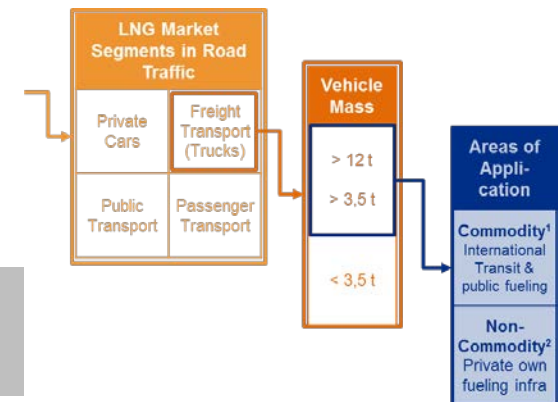 LNG Market
Segments in Road
Traffic
Private
Cars
Freight
Transport
(Trucks)
Public
Transport
Passenger
Transport
Vehicle
Mass
> 12 t
> 3,5 t
< 3,5 t
Areas of
Appli-
cation
Commodity¹
International
Transit &
public fueling
Non-
Commodity²
Private own
fueling infra